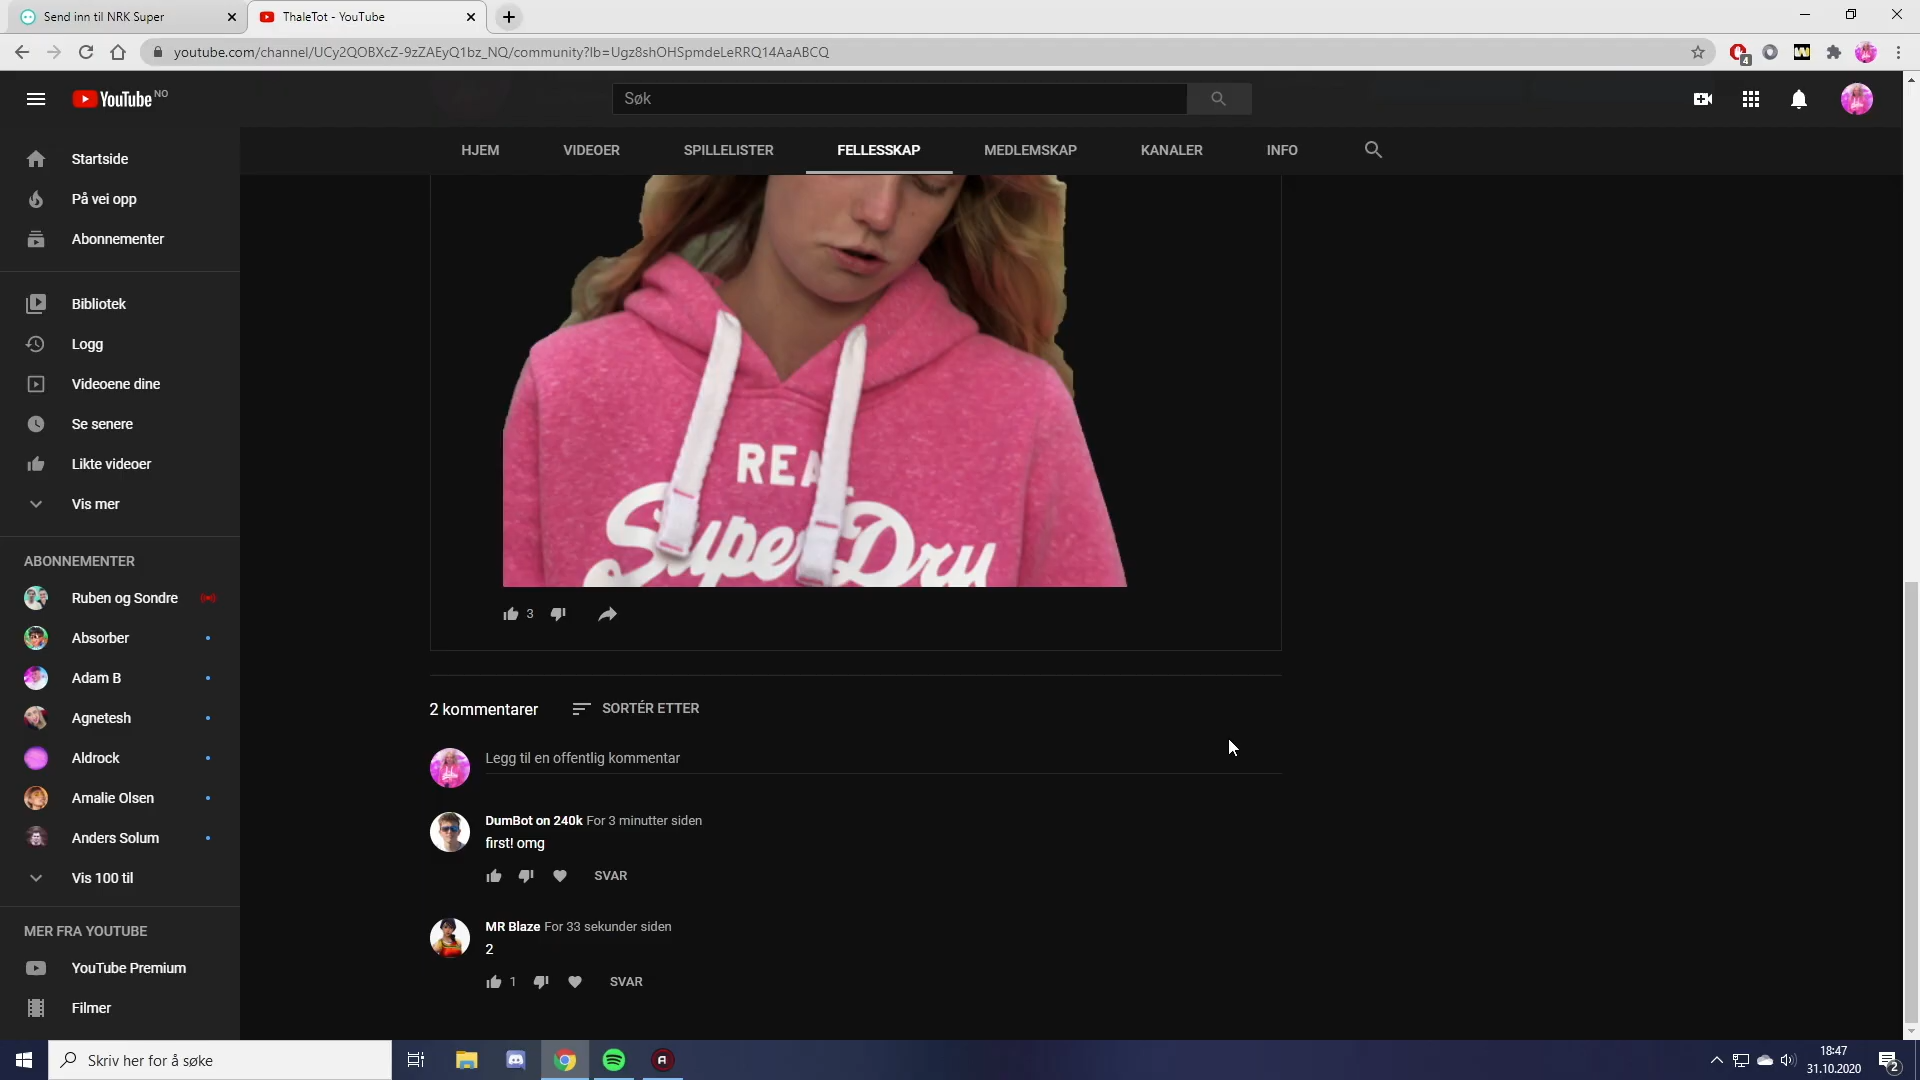 Send inn til NRK Super
ThaleTot - YouTube
youtube.com/channel/UCy2QOBXcZ-9zZAEyQ1bz_NQ/community?lb=Ugz8shOHSpmdeLeRRQ14AaABCQ
4
YouTube NO
Søk
HJEM
VIDEOER
SPILLELISTER
FELLESSKAP
MEDLEMSKAP
KANALER
INFO
Startside
På vei opp
Abonnementer
Bibliotek
Logg
Videoene dine
Se senere
Likte videoer
Vis mer
ABONNEMENTER
Ruben og Sondre
Absorber
Adam B
Agnetesh
Aldrock
Amalie Olsen
Anders Solum
Vis 100 til
MER FRA YOUTUBE
YouTube Premium
Filmer
REA
SuperDry
3
2 kommentarer
SORTÉR ETTER
Legg til en offentlig kommentar
DumBot on 240k For 3 minutter siden
first! omg
SVAR
MR Blaze For 33 sekunder siden
2
1
SVAR
Skriv her for å søke
18:47
31.10.2020
2